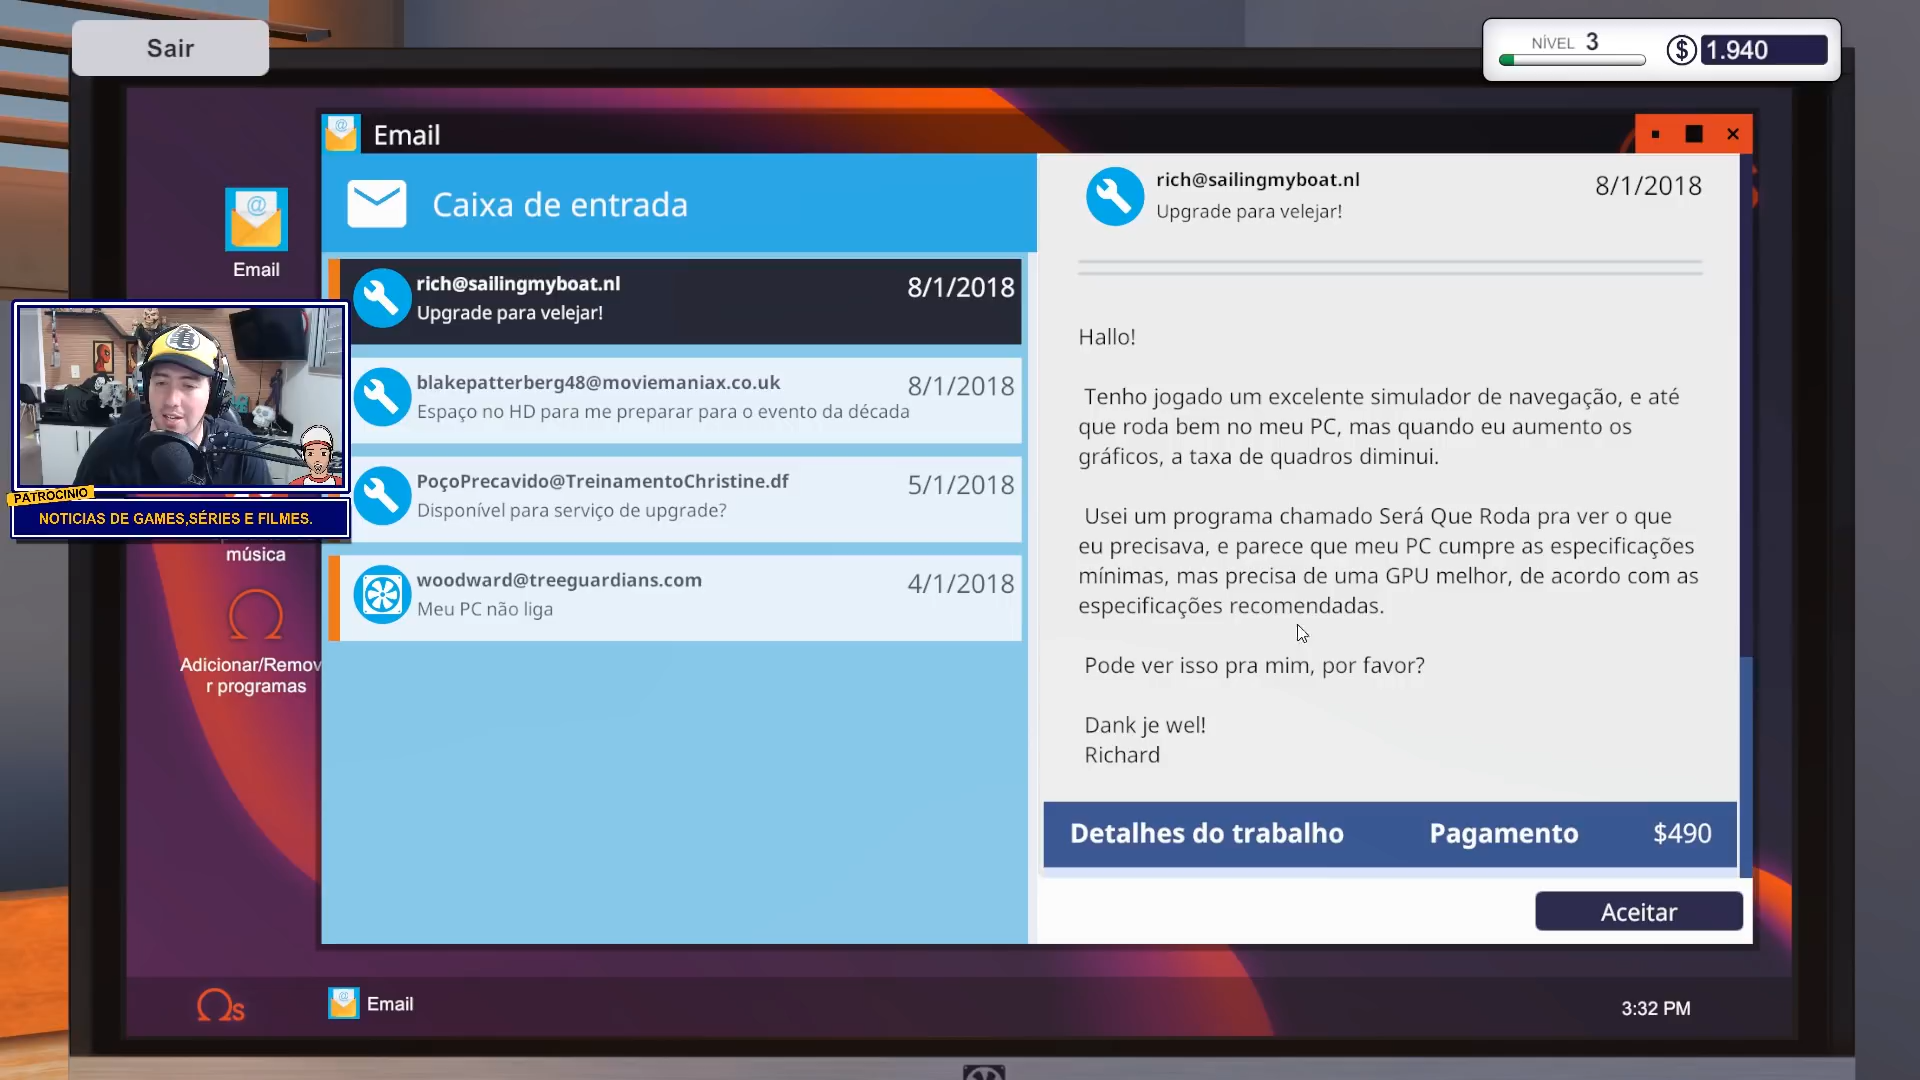 Sair
NÍVEL 3
$ 1.940
Email
Caixa de entrada
rich@sailingmyboat.nl
8/1/2018
Upgrade para velejar!
blakepatterberg48@moviemaniax.co.uk
8/1/2018
Espaço no HD para me preparar para o evento da década
PoçoPrecavido@TreinamentoChristine.df
5/1/2018
Disponível para serviço de upgrade?
woodward@treeguardians.com
4/1/2018
Meu PC não liga
rich@sailingmyboat.nl
8/1/2018
Upgrade para velejar!
Hallo!
Tenho jogado um excelente simulador de navegação, e até
que roda bem no meu PC, mas quando eu aumento os
gráficos, a taxa de quadros diminui.
Usei um programa chamado Será Que Roda pra ver o que
eu precisava, e parece que meu PC cumpre as especificações
mínimas, mas precisa de uma GPU melhor, de acordo com as
especificações recomendadas.
Pode ver isso pra mim, por favor?
Dank je wel!
Richard
Detalhes do trabalho
Pagamento
$490
Aceitar
Email
PATROCINIO
NOTICIAS DE GAMES,SÉRIES E FILMES.
música
Adicionar/Remov
r programas
Ωs
Email
3:32 PM